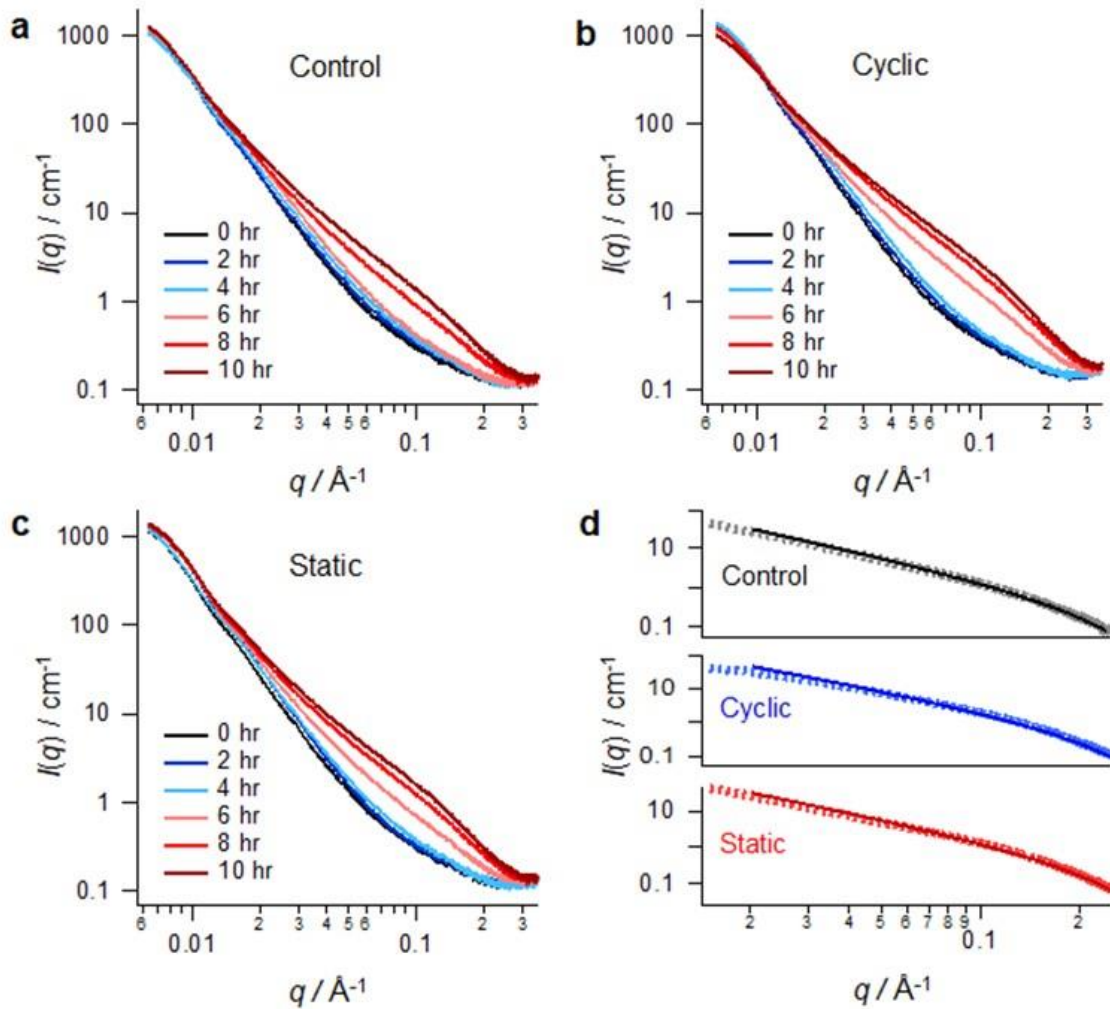 a
Control
I(q) / cm⁻¹
1000
100
10
1
0.1
0 hr
2 hr
4 hr
6 hr
8 hr
10 hr
6 0.01 2 3 4 5 6 0.1 2 3
q / Å⁻¹
b
Cyclic
I(q) / cm⁻¹
1000
100
10
1
0.1
0 hr
2 hr
4 hr
6 hr
8 hr
10 hr
6 0.01 2 3 4 5 6 0.1 2 3
q / Å⁻¹
c
Static
I(q) / cm⁻¹
1000
100
10
1
0.1
0 hr
2 hr
4 hr
6 hr
8 hr
10 hr
6 0.01 2 3 4 5 6 0.1 2 3
q / Å⁻¹
d
I(q) / cm⁻¹
10
0.1
Control
10
0.1
Cyclic
10
0.1
Static
2 3 4 5 6 7 8 9 0.1 2
q / Å⁻¹